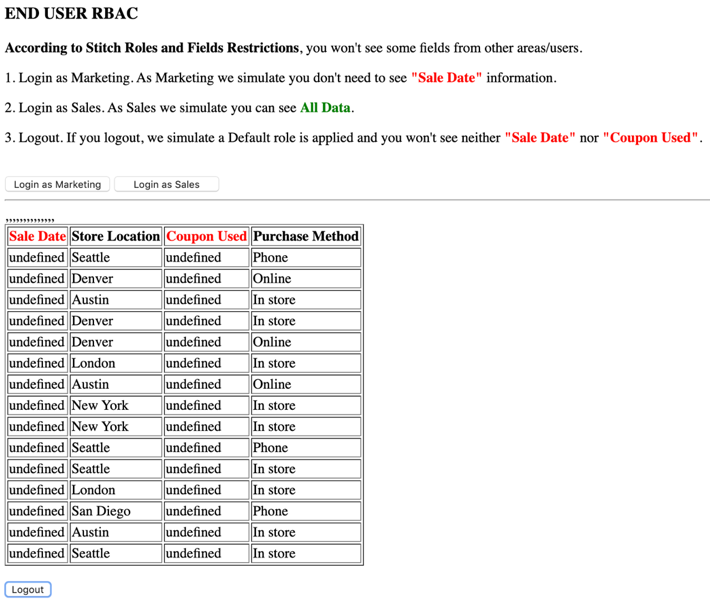 END USER RBAC
According to Stitch Roles and Fields Restrictions, you won't see some fields from other areas/users.
1. Login as Marketing. As Marketing we simulate you don't need to see "Sale Date" information.
2. Login as Sales. As Sales we simulate you can see All Data.
3. Logout. If you logout, we simulate a Default role is applied and you won't see neither "Sale Date" nor "Coupon Used".
Login as Marketing Login as Sales
,,,,,,,,,,,,,,
Sale Date Store Location Coupon Used Purchase Method
undefined Seattle undefined Phone
undefined Denver undefined Online
undefined Austin undefined In store
undefined Denver undefined In store
undefined Denver undefined Online
undefined London undefined In store
undefined Austin undefined Online
undefined New York undefined In store
undefined New York undefined In store
undefined Seattle undefined Phone
undefined Seattle undefined In store
undefined London undefined In store
undefined San Diego undefined Phone
undefined Austin undefined In store
undefined Seattle undefined In store
Logout